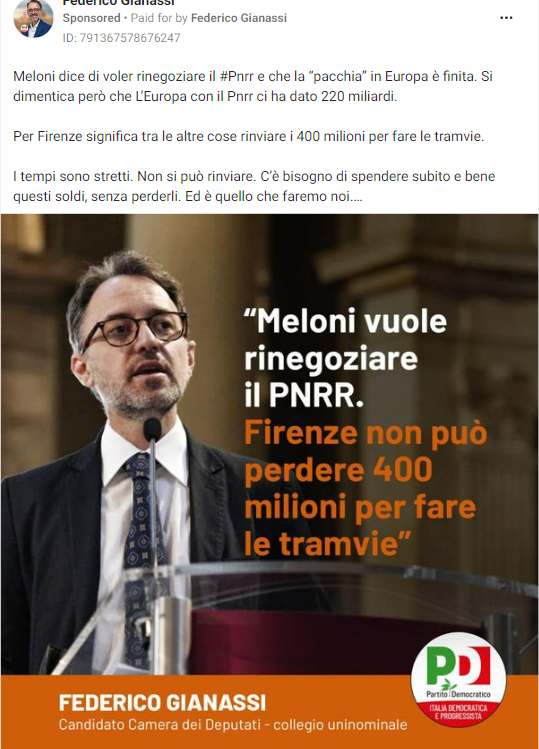 Federico Gianassi
Sponsored • Paid for by Federico Gianassi
ID: 791367578676247
Meloni dice di voler rinegoziare il #Pnrr e che la “pacchia” in Europa è finita. Si
dimentica però che L’Europa con il Pnrr ci ha dato 220 miliardi.
Per Firenze significa tra le altre cose rinviare i 400 milioni per fare le tramvie.
I tempi sono stretti. Non si può rinviare. C’è bisogno di spendere subito e bene
questi soldi, senza perderli. Ed è quello che faremo noi....
“Meloni vuole
rinegoziare
il PNRR.
Firenze non può
perdere 400
milioni per fare
le tramvie”
PD
Partito Democratico
ITALIA DEMOCRATICA
E PROGRESSISTA
FEDERICO GIANASSI
Candidato Camera dei Deputati - collegio uninominale